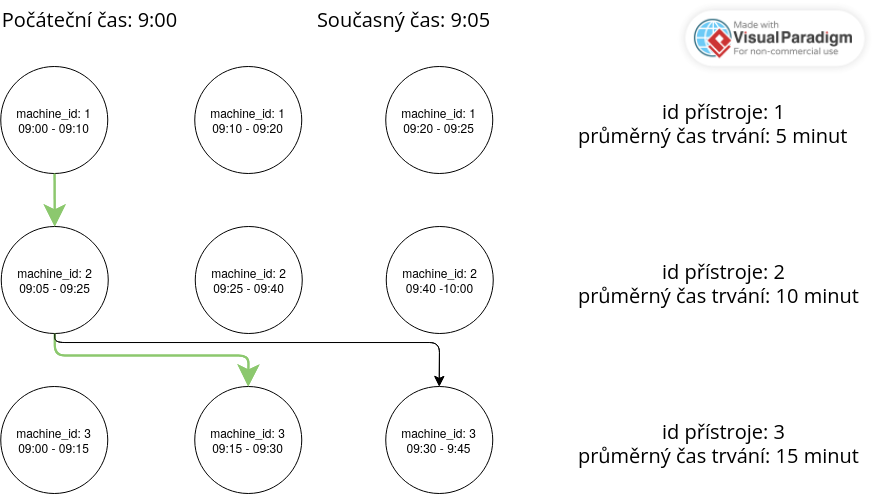 Počáteční čas: 9:00
Současný čas: 9:05
Made with
VisualParadigm
For non-commercial use
machine_id: 1
09:00 - 09:10
machine_id: 1
09:10 - 09:20
machine_id: 1
09:20 - 09:25
id přístroje: 1
průměrný čas trvání: 5 minut
machine_id: 2
09:05 - 09:25
machine_id: 2
09:25 - 09:40
machine_id: 2
09:40 -10:00
id přístroje: 2
průměrný čas trvání: 10 minut
machine_id: 3
09:00 - 09:15
machine_id: 3
09:15 - 09:30
machine_id: 3
09:30 - 9:45
id přístroje: 3
průměrný čas trvání: 15 minut